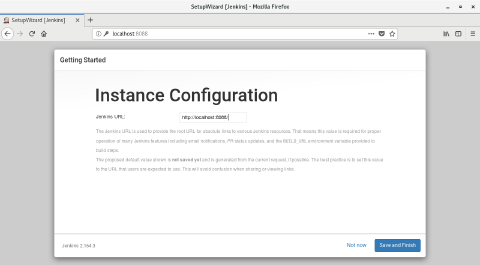 SetupWizard [Jenkins] - Mozilla Firefox
SetupWizard [Jenkins]
localhost:8080
Getting Started
Instance Configuration
Jenkins URL:
http://localhost:8080/
The Jenkins URL is used to provide the root URL for absolute links to various Jenkins resources. That means this value is required for proper
operation of many Jenkins features including email notifications, PR status updates, and the BUILD_URL environment variable provided to
build steps.
The proposed default value shown is not saved yet and is generated from the current request, if possible. The best practice is to set this value
to the URL that users are expected to use. This will avoid confusion when sharing or viewing links.
Jenkins 2.164.3
Not now
Save and Finish